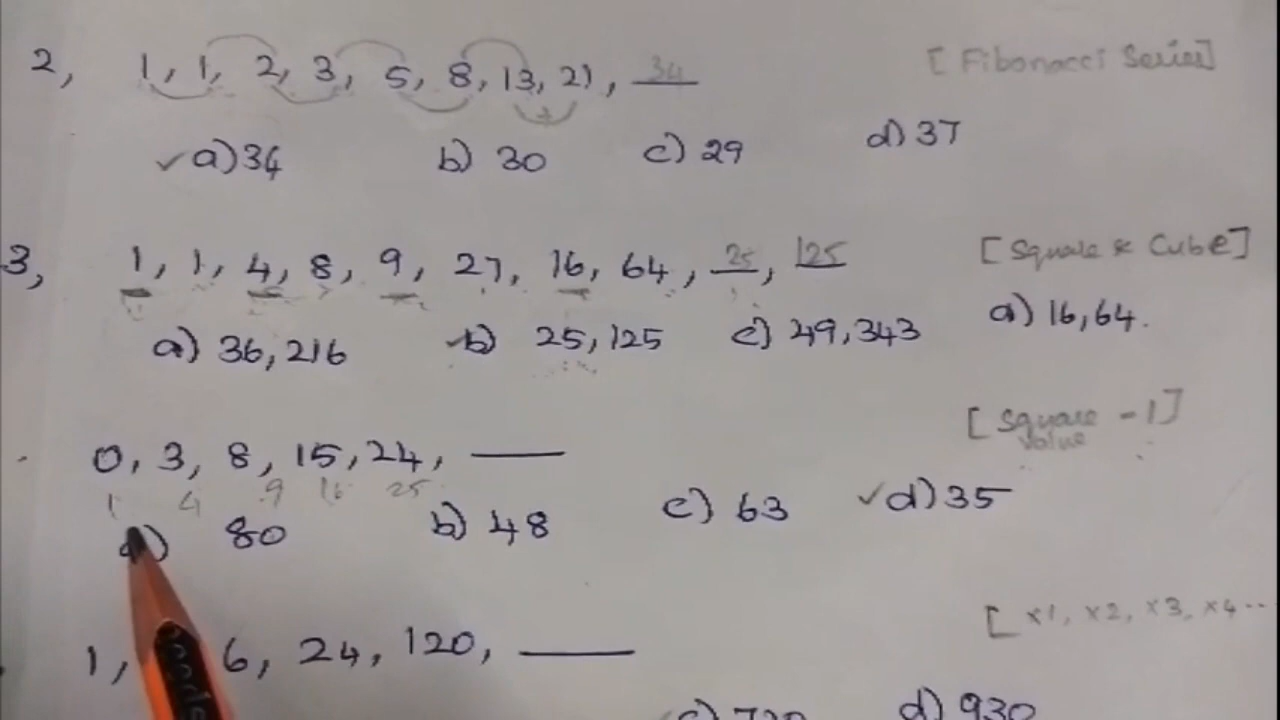 2, 1, 1, 2, 3, 5, 8, 13, 21, 34 [Fibonacci Series]
a) 34 b) 30 c) 29 d) 37
3, 1, 1, 4, 8, 9, 27, 16, 64, 25, 125 [Square & Cube]
a) 36, 216 b) 25, 125 c) 49, 343 d) 16, 64.
[Square -1]
value
0, 3, 8, 15, 24, ____
1 4 9 16 25
a) 80 b) 48 c) 63 d) 35
[×1, ×2, ×3, ×4..
1, 6, 24, 120, ____
c) 720 d) 930